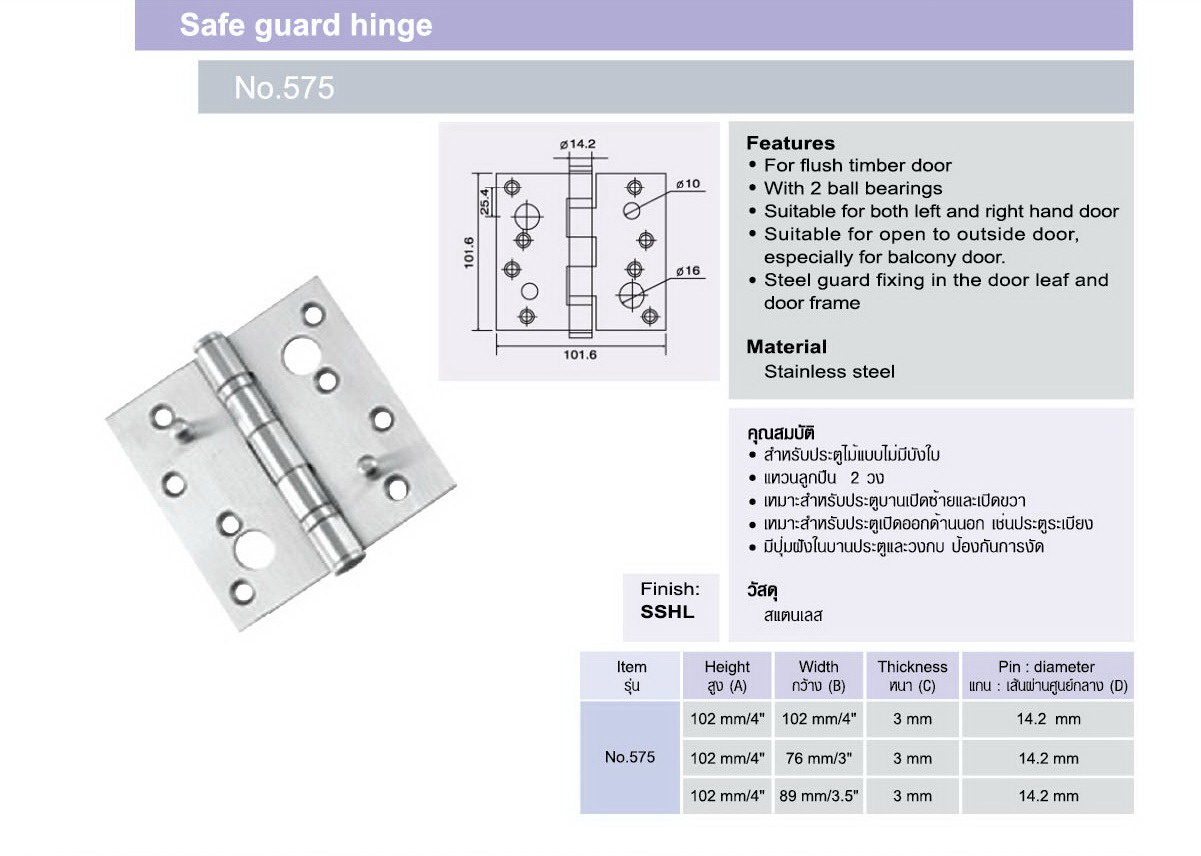 Safe guard hinge
No.575
ø14.2
ø10
25.4
101.6
ø16
101.6
Features
• For flush timber door
• With 2 ball bearings
• Suitable for both left and right hand door
• Suitable for open to outside door,
especially for balcony door.
• Steel guard fixing in the door leaf and
door frame
Material
Stainless steel
คุณสมบัติ
• สำหรับประตูไม้แบบไม่มีบังใบ
• แหวนลูกปืน 2 วง
• เหมาะสำหรับประตูบานเปิดซ้ายและเปิดขวา
• เหมาะสำหรับประตูเปิดออกด้านนอก เช่นประตูระเบียง
• มีปุ่มฝังในบานประตูและวงกบ ป้องกันการงัด
วัสดุ
สแตนเลส
Finish:
SSHL
Item Height Width Thickness Pin : diameter
รุ่น สูง (A) กว้าง (B) หนา (C) แกน : เส้นผ่านศูนย์กลาง (D)
102 mm/4" 102 mm/4" 3 mm 14.2 mm
No.575 102 mm/4" 76 mm/3" 3 mm 14.2 mm
102 mm/4" 89 mm/3.5" 3 mm 14.2 mm